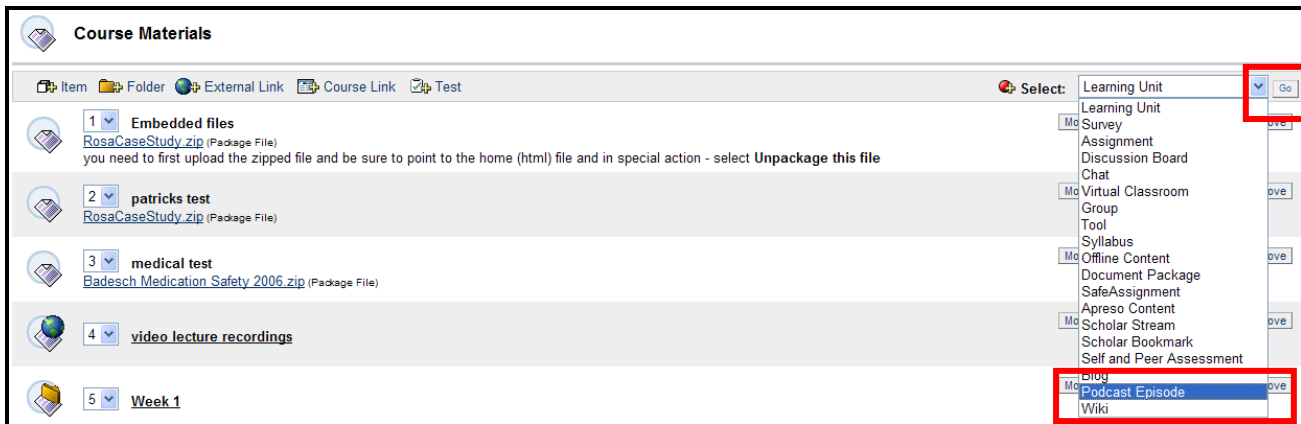 Course Materials
Item Folder External Link Course Link Test Select: Learning Unit Go
Learning Unit
Survey
Assignment
Discussion Board
Chat
Virtual Classroom
Group
Tool
Syllabus
Offline Content
Document Package
SafeAssignment
Apreso Content
Scholar Stream
Scholar Bookmark
Self and Peer Assessment
Blog
Podcast Episode
Wiki
1 Embedded files
RosaCaseStudy.zip (Package File)
you need to first upload the zipped file and be sure to point to the home (html) file and in special action - select Unpackage this file
2 patricks test
RosaCaseStudy.zip (Package File)
3 medical test
Badesch Medication Safety 2006.zip (Package File)
4 video lecture recordings
5 Week 1